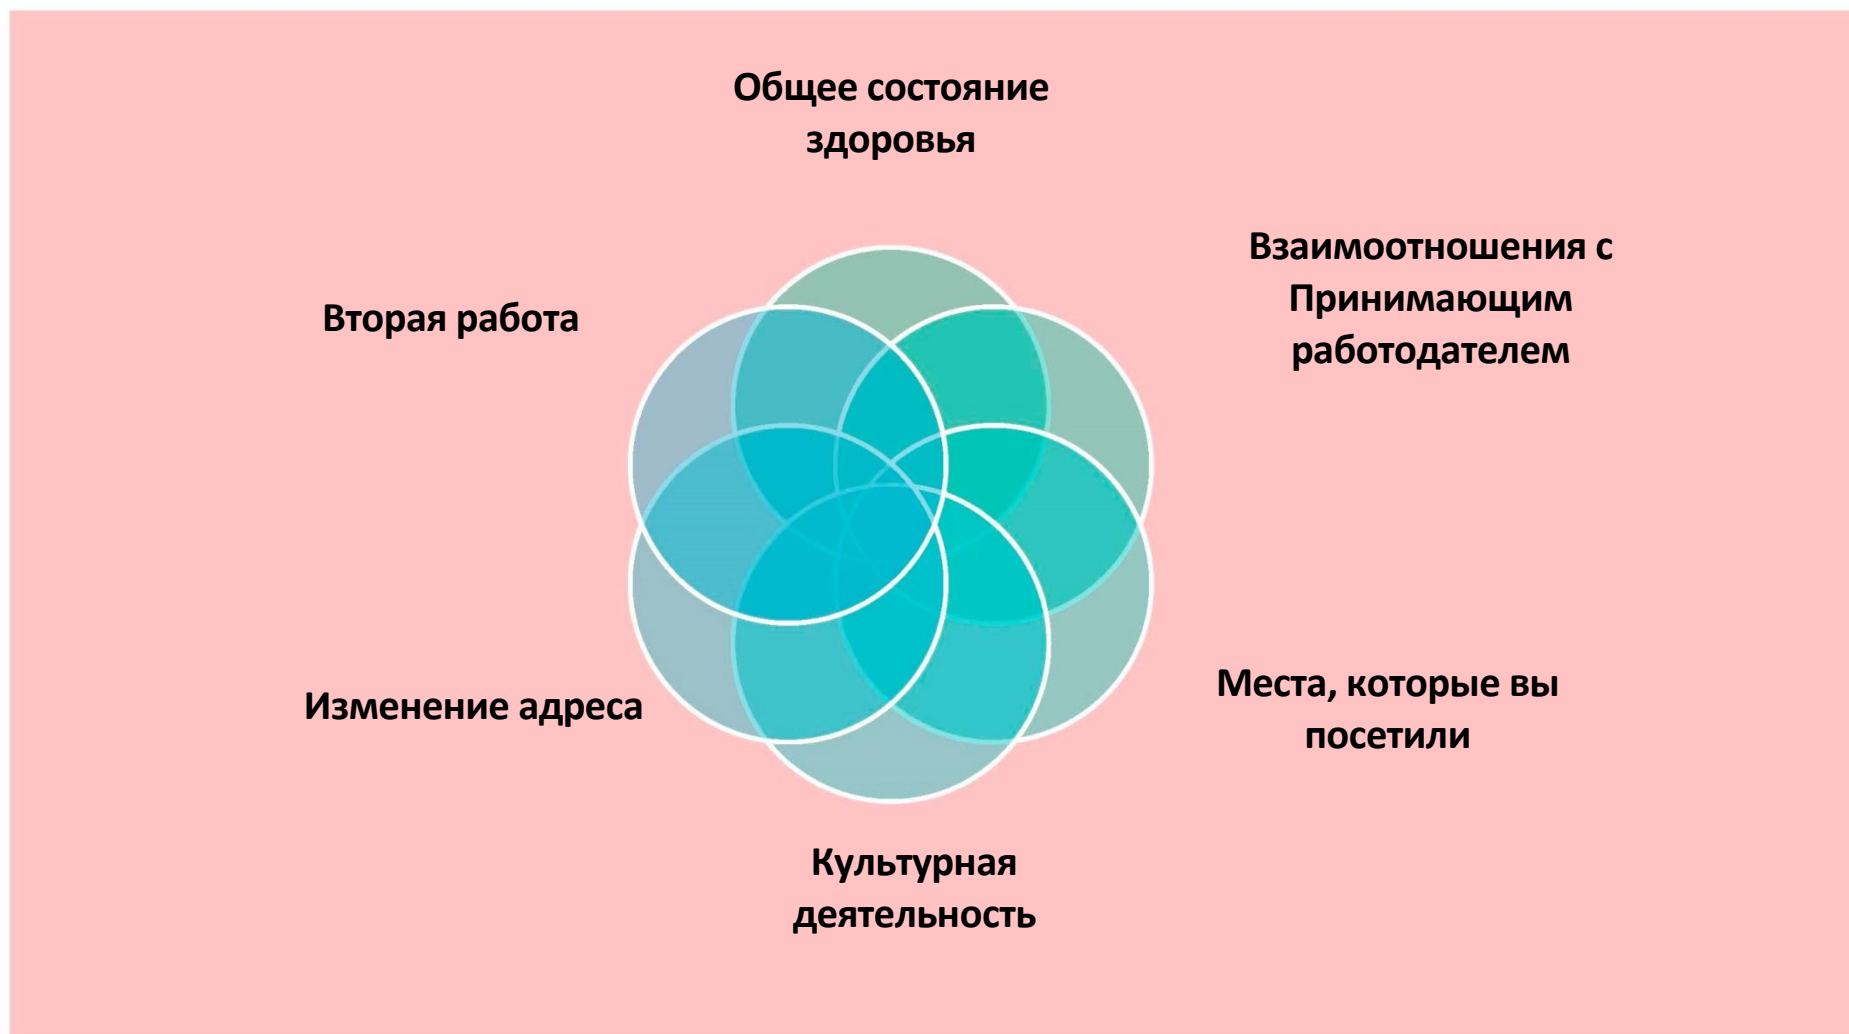 Общее состояние
здоровья
Взаимоотношения с
Принимающим
работодателем
Вторая работа
Места, которые вы
посетили
Изменение адреса
Культурная
деятельность